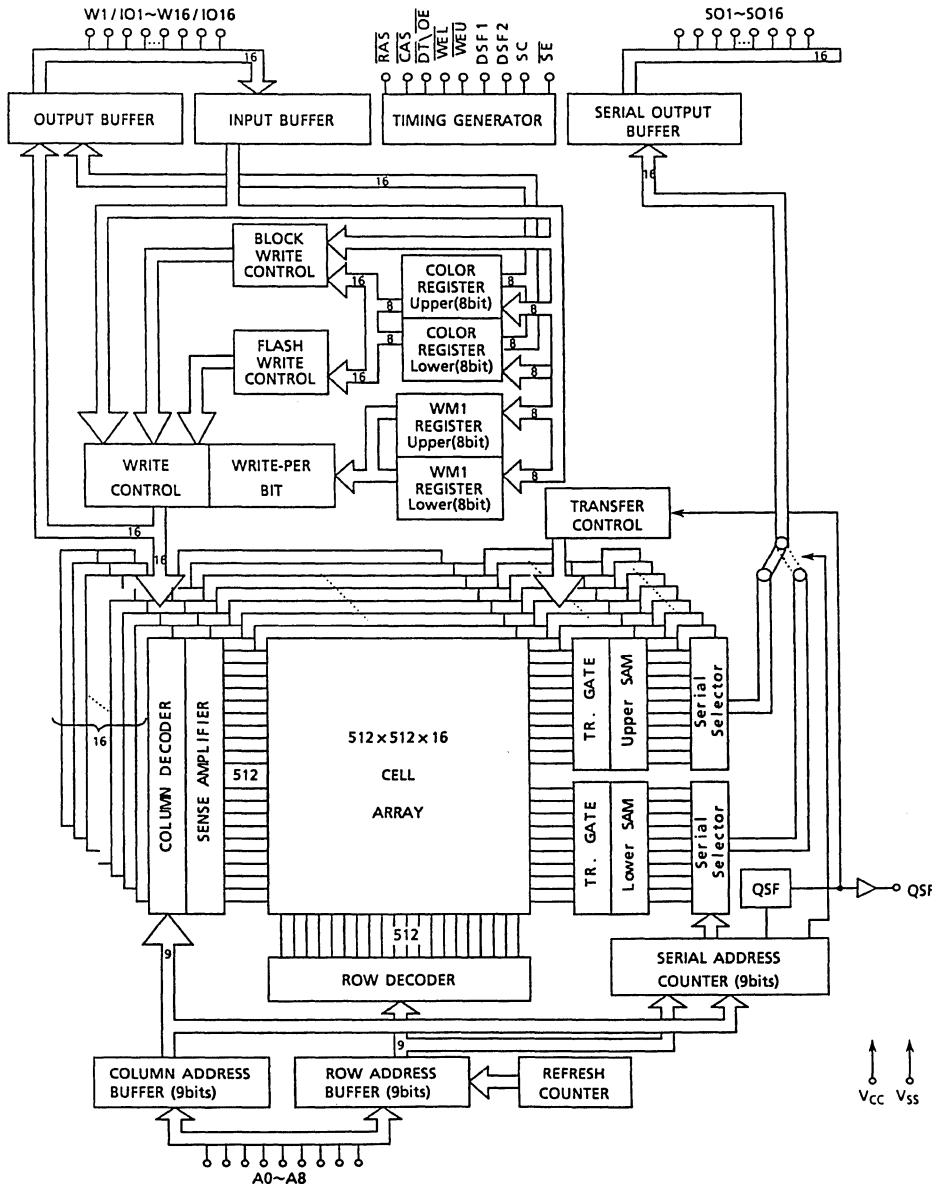 W1/IO1~W16/IO16
SO1~SO16
RAS
CAS
DT\OE
WEL
WEU
DSF1
DSF2
SC
SE
16
16
OUTPUT BUFFER
INPUT BUFFER
TIMING GENERATOR
SERIAL OUTPUT
BUFFER
16
16
BLOCK
WRITE
CONTROL
COLOR
REGISTER
Upper(8bit)
16
8
8
8
COLOR
REGISTER
Lower(8bit)
8
8
8
FLASH
WRITE
CONTROL
16
WM1
REGISTER
Upper(8bit)
8
WM1
REGISTER
Lower(8bit)
8
WRITE
CONTROL
WRITE-PER
BIT
TRANSFER
CONTROL
16
16
16
COLUMN DECODER
SENSE AMPLIFIER
512
512×512×16
CELL
ARRAY
TR. GATE
Upper SAM
Serial
Selector
TR. GATE
Lower SAM
Serial
Selector
QSF
QSF
512
ROW DECODER
SERIAL ADDRESS
COUNTER (9bits)
9
9
COLUMN ADDRESS
BUFFER (9bits)
ROW ADDRESS
BUFFER (9bits)
REFRESH
COUNTER
VCC
VSS
A0~A8